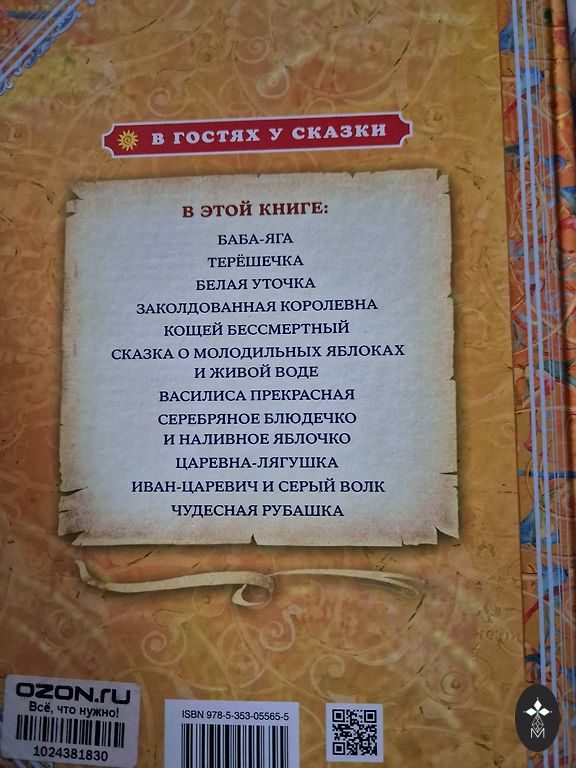 В ГОСТЯХ У СКАЗКИ
В ЭТОЙ КНИГЕ:
БАБА-ЯГА
ТЕРЁШЕЧКА
БЕЛАЯ УТОЧКА
ЗАКОЛДОВАННАЯ КОРОЛЕВНА
КОЩЕЙ БЕССМЕРТНЫЙ
СКАЗКА О МОЛОДИЛЬНЫХ ЯБЛОКАХ
И ЖИВОЙ ВОДЕ
ВАСИЛИСА ПРЕКРАСНАЯ
СЕРЕБРЯНОЕ БЛЮДЕЧКО
И НАЛИВНОЕ ЯБЛОЧКО
ЦАРЕВНА-ЛЯГУШКА
ИВАН-ЦАРЕВИЧ И СЕРЫЙ ВОЛК
ЧУДЕСНАЯ РУБАШКА
OZON.RU
Всё, что нужно!
1024381830
ISBN 978-5-353-05565-5
М